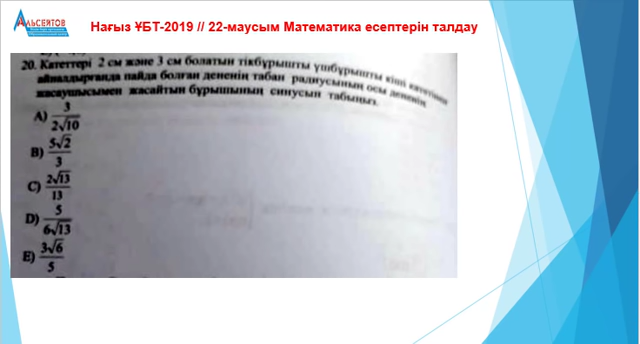 АЛЬСЕИТОВ
Нағыз ҰБТ-2019 // 22-маусым Математика есептерін талдау
20. Катеттері 2 см және 3 см болатын тікбұрышты үшбұрышты кіші катетінен
айналдырғанда пайда болған дененің табан радиусының осы дененің
жасаушысымен жасайтын бұрышының синусын табыңыз.
A) 3/(2√10)
B) 5√2/3
C) 2√13/13
D) 5/(6√13)
E) 3√6/5